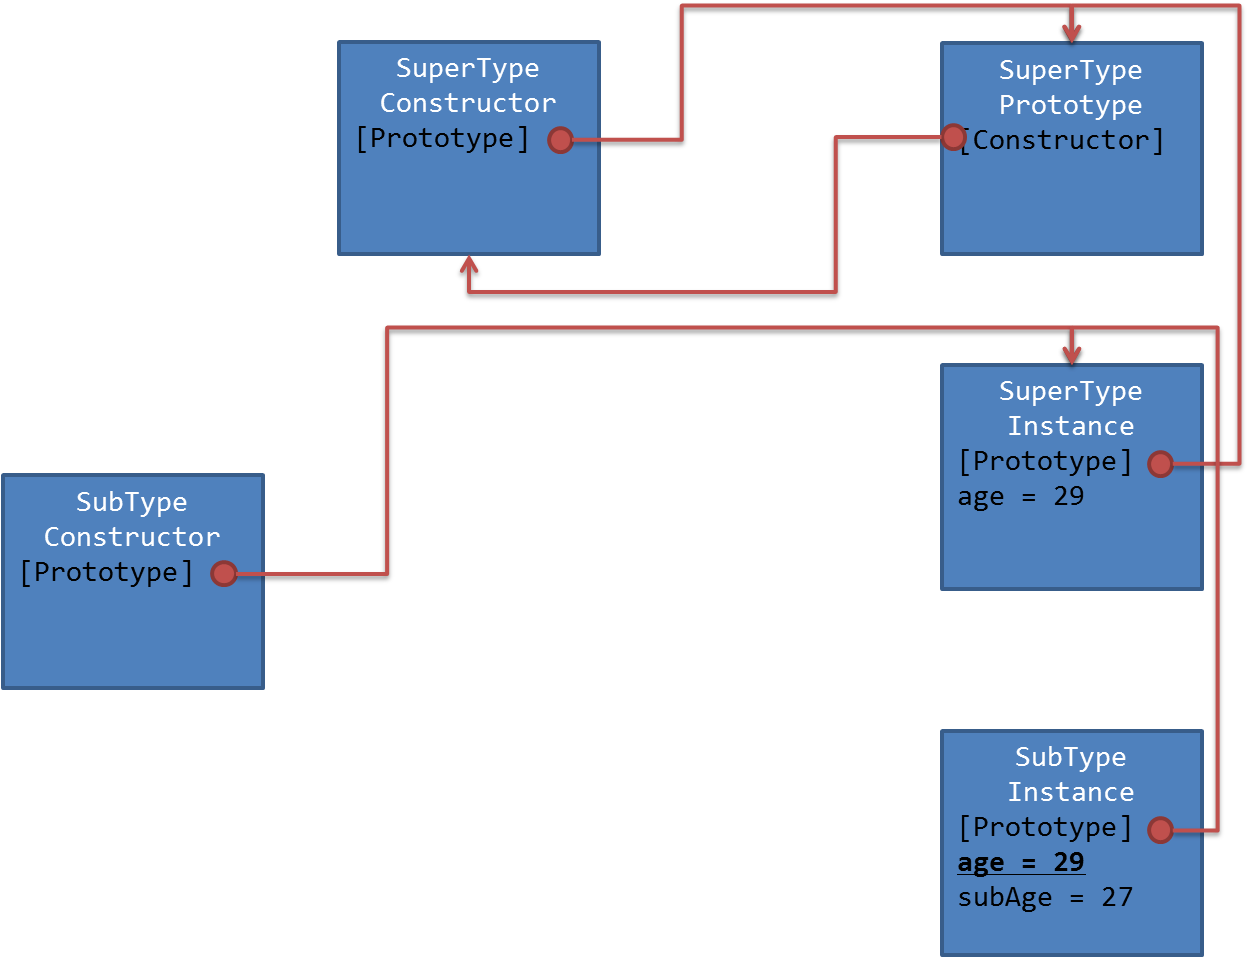 SuperType
Constructor
[Prototype]
SuperType
Prototype
[Constructor]
SuperType
Instance
[Prototype]
age = 29
SubType
Constructor
[Prototype]
SubType
Instance
[Prototype]
age = 29
subAge = 27